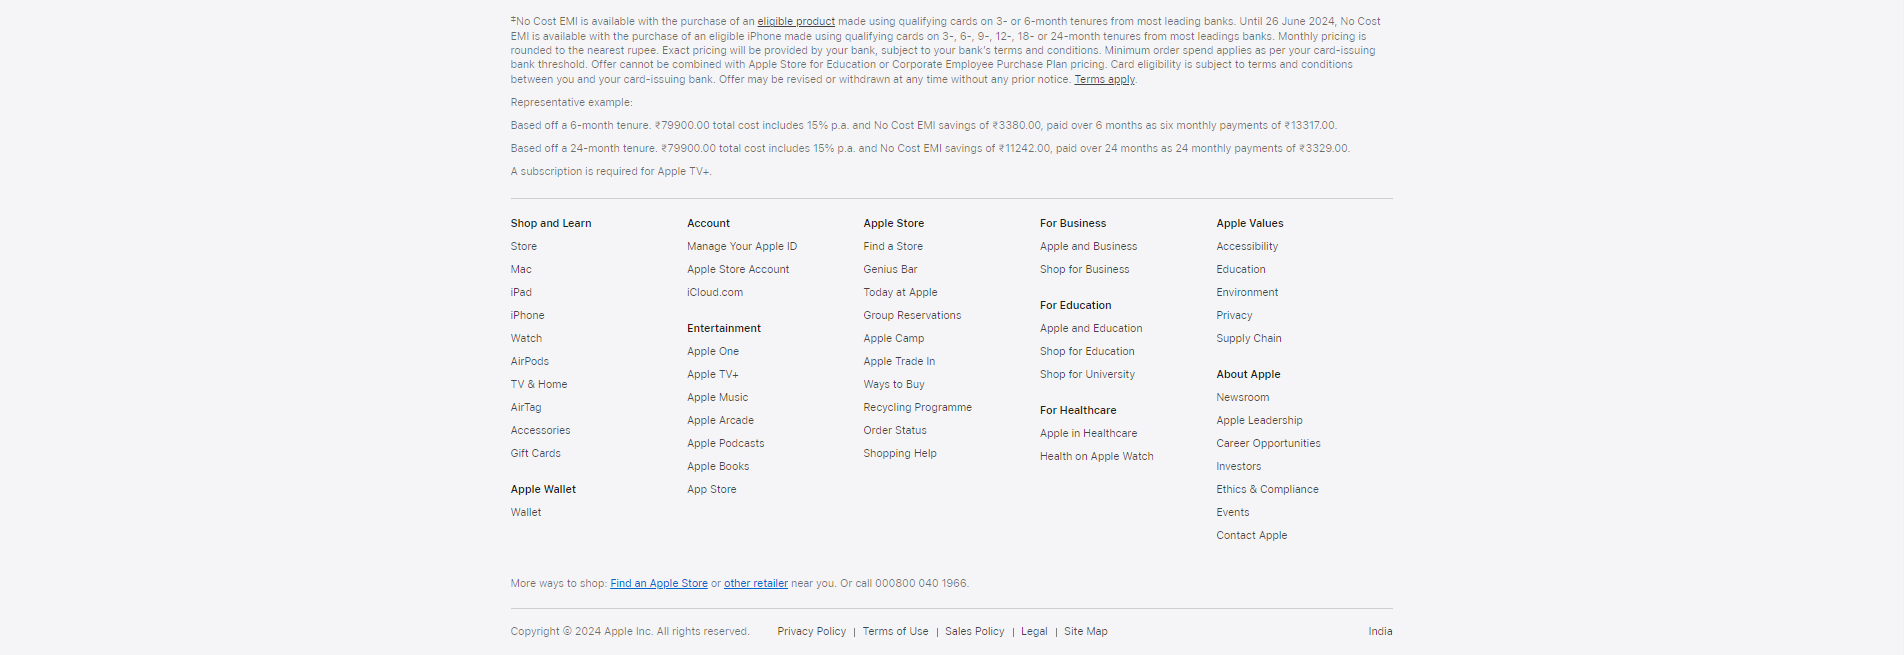 ‡No Cost EMI is available with the purchase of an eligible product made using qualifying cards on 3- or 6-month tenures from most leading banks. Until 26 June 2024, No Cost
EMI is available with the purchase of an eligible iPhone made using qualifying cards on 3-, 6-, 9-, 12-, 18- or 24-month tenures from most leadings banks. Monthly pricing is
rounded to the nearest rupee. Exact pricing will be provided by your bank, subject to your bank's terms and conditions. Minimum order spend applies as per your card-issuing
bank threshold. Offer cannot be combined with Apple Store for Education or Corporate Employee Purchase Plan pricing. Card eligibility is subject to terms and conditions
between you and your card-issuing bank. Offer may be revised or withdrawn at any time without any prior notice. Terms apply.
Representative example:
Based off a 6-month tenure. ₹79900.00 total cost includes 15% p.a. and No Cost EMI savings of ₹3380.00, paid over 6 months as six monthly payments of ₹13317.00.
Based off a 24-month tenure. ₹79900.00 total cost includes 15% p.a. and No Cost EMI savings of ₹11242.00, paid over 24 months as 24 monthly payments of ₹3329.00.
A subscription is required for Apple TV+.
Shop and Learn
Store
Mac
iPad
iPhone
Watch
AirPods
TV & Home
AirTag
Accessories
Gift Cards
Apple Wallet
Wallet
Account
Manage Your Apple ID
Apple Store Account
iCloud.com
Entertainment
Apple One
Apple TV+
Apple Music
Apple Arcade
Apple Podcasts
Apple Books
App Store
Apple Store
Find a Store
Genius Bar
Today at Apple
Group Reservations
Apple Camp
Apple Trade In
Ways to Buy
Recycling Programme
Order Status
Shopping Help
For Business
Apple and Business
Shop for Business
For Education
Apple and Education
Shop for Education
Shop for University
For Healthcare
Apple in Healthcare
Health on Apple Watch
Apple Values
Accessibility
Education
Environment
Privacy
Supply Chain
About Apple
Newsroom
Apple Leadership
Career Opportunities
Investors
Ethics & Compliance
Events
Contact Apple
More ways to shop: Find an Apple Store or other retailer near you. Or call 000800 040 1966.
Copyright © 2024 Apple Inc. All rights reserved. Privacy Policy | Terms of Use | Sales Policy | Legal | Site Map India